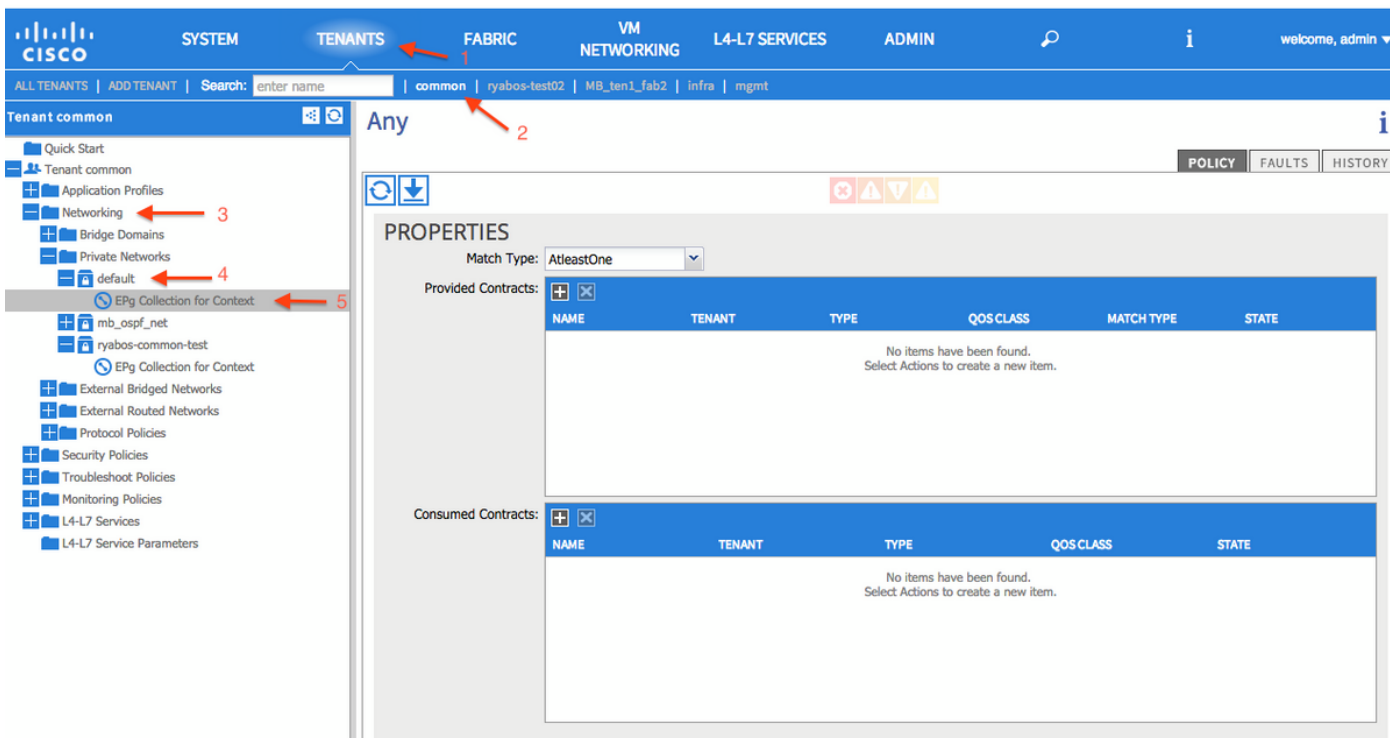 CISCO
SYSTEM
TENANTS
1
FABRIC
VM
NETWORKING
L4-L7 SERVICES
ADMIN
i
welcome, admin
ALL TENANTS | ADD TENANT | Search: enter name | common | ryabos-test02 | MB_ten1_fab2 | infra | mgmt
2
Tenant common
Quick Start
Tenant common
Application Profiles
Networking
3
Bridge Domains
Private Networks
default
4
EPg Collection for Context
5
mb_ospf_net
ryabos-common-test
EPg Collection for Context
External Bridged Networks
External Routed Networks
Protocol Policies
Security Policies
Troubleshoot Policies
Monitoring Policies
L4-L7 Services
L4-L7 Service Parameters
Any
i
POLICY FAULTS HISTORY
PROPERTIES
Match Type: AtleastOne
Provided Contracts:
NAME TENANT TYPE QOS CLASS MATCH TYPE STATE
No items have been found.
Select Actions to create a new item.
Consumed Contracts:
NAME TENANT TYPE QOS CLASS STATE
No items have been found.
Select Actions to create a new item.